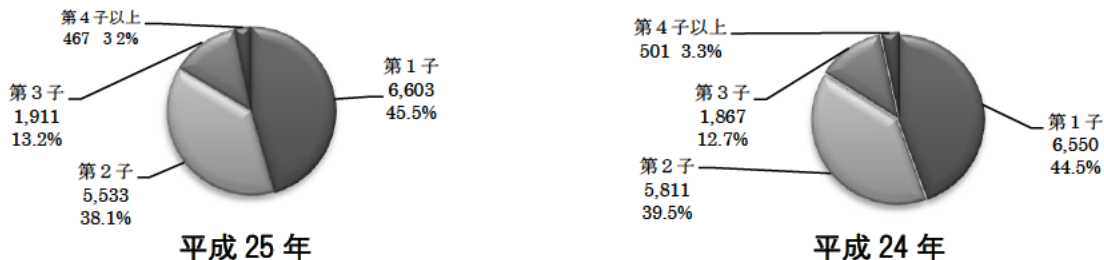 第４子以上
467 3 2%
第１子
6,603
45.5%
第３子
1,911
13.2%
第２子
5,533
38.1%
平成 25 年
第４子以上
501 3.3%
第３子
1,867
12.7%
第１子
6,550
44.5%
第２子
5,811
39.5%
平成 24 年